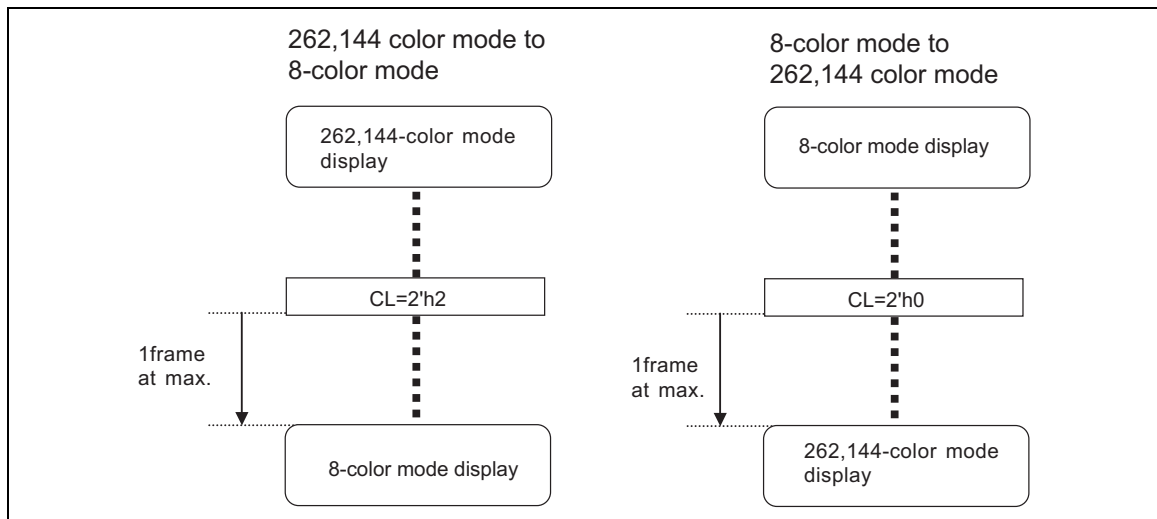 262,144 color mode to
8-color mode
262,144-color mode
display
CL=2'h2
1frame
at max.
8-color mode display
8-color mode to
262,144 color mode
8-color mode display
CL=2'h0
1frame
at max.
262,144-color mode
display